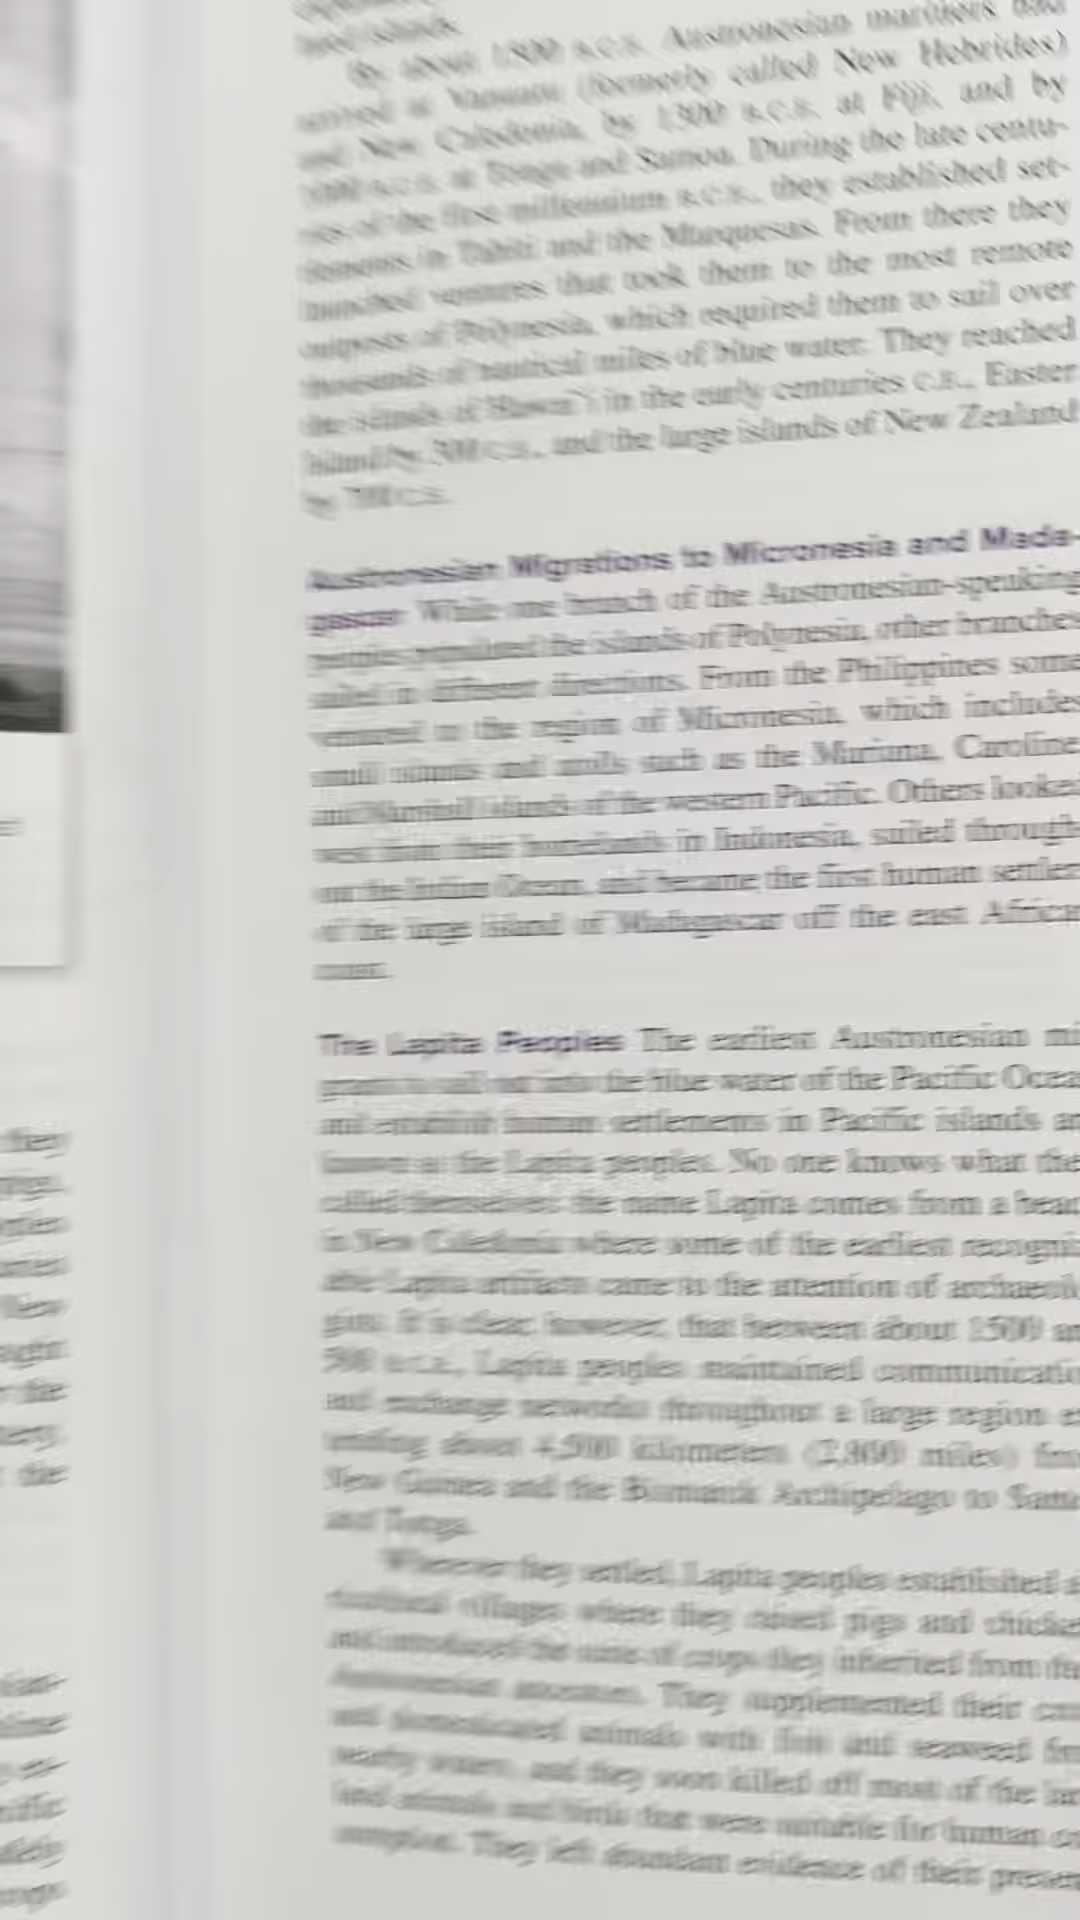 By about 1500 B.C.E. Austronesian mariners had
arrived at Vanuatu (formerly called New Hebrides)
and New Caledonia, by 1300 B.C.E. at Fiji, and by
1000 B.C.E. at Tonga and Samoa. During the late centu-
ries of the first millennium B.C.E., they established set-
tlements in Tahiti and the Marquesas. From there they
launched ventures that took them to the most remote
outposts of Polynesia, which required them to sail over
thousands of nautical miles of blue water. They reached
the islands of Hawai`i in the early centuries C.E., Easter
Island by 300 C.E., and the large islands of New Zealand
by 700 C.E.
Austronesian Migrations to Micronesia and Mada-
gascar While one branch of the Austronesian-speaking
peoples populated the islands of Polynesia, other branches
sailed in different directions. From the Philippines some
ventured to the region of Micronesia, which includes
small islands and atolls such as the Mariana, Caroline
and Marshall islands of the western Pacific. Others looked
west from their homelands in Indonesia, sailed through-
out the Indian Ocean, and became the first human settler
of the large island of Madagascar off the east African
coast.
The Lapita Peoples The earliest Austronesian mi
grants to sail out into the blue water of the Pacific Ocea
and establish human settlements in Pacific islands ar
known as the Lapita peoples. No one knows what the
called themselves: the name Lapita comes from a beac
in New Caledonia where some of the earliest recogni
able Lapita artifacts came to the attention of archaeol
gists. It is clear, however, that between about 1500 an
500 B.C.E., Lapita peoples maintained communicatio
and exchange networks throughout a large region ex
tending about 4,500 kilometers (2,800 miles) fro
New Guinea and the Bismarck Archipelago to Samo
and Tonga.
Wherever they settled, Lapita peoples established a
ricultural villages where they raised pigs and chicke
and introduced the suite of crops they inherited from the
Austronesian ancestors. They supplemented their
and domesticated animals with fish and seaweed fro
nearby waters, and they soon killed off most of the lar
land animals and birds that were suitable for human co
sumption. They left abundant evidence of their presen